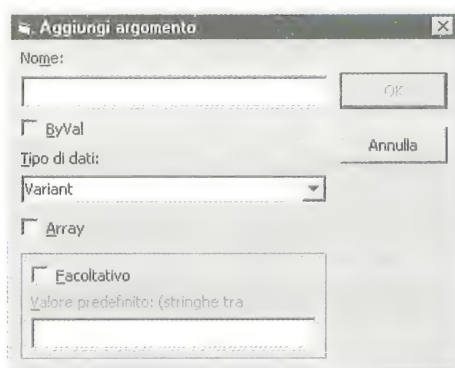 Aggiungi argomento
Nome:
OK
ByVal
Annulla
Tipo di dati:
Variant
Array
Facoltativo
Valore predefinito: (stringhe tra